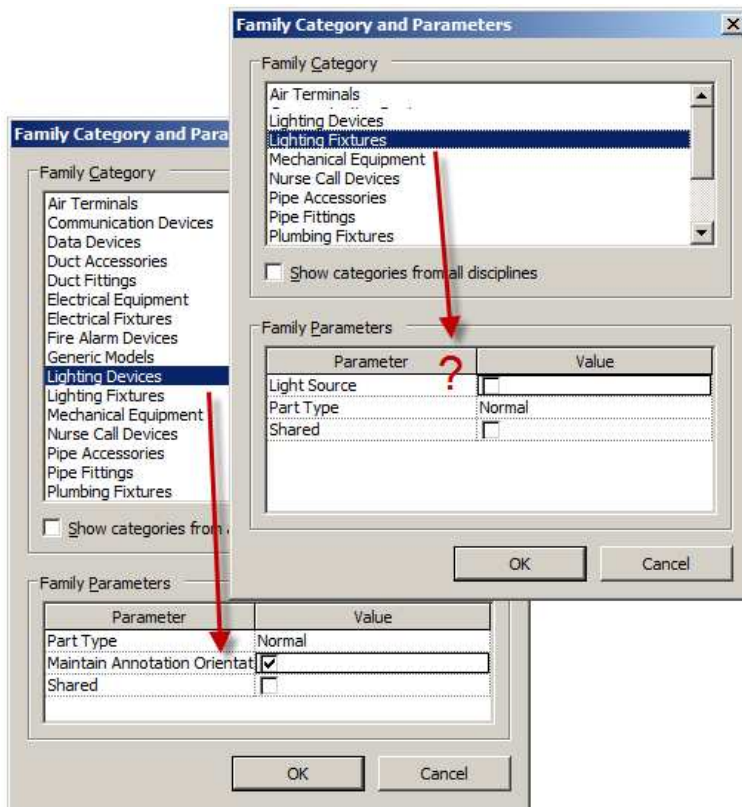 Family Category and Parameters
Family Category
Air Terminals
Lighting Devices
Lighting Fixtures
Mechanical Equipment
Nurse Call Devices
Pipe Accessories
Pipe Fittings
Plumbing Fixtures
Show categories from all disciplines
Family Parameters
Parameter Value
?
Light Source
Part Type Normal
Shared
OK Cancel
Family Category and Para
Family Category
Air Terminals
Communication Devices
Data Devices
Duct Accessories
Duct Fittings
Electrical Equipment
Electrical Fixtures
Fire Alarm Devices
Generic Models
Lighting Devices
Lighting Fixtures
Mechanical Equipment
Nurse Call Devices
Pipe Accessories
Pipe Fittings
Plumbing Fixtures
Show categories from
Family Parameters
Parameter Value
Part Type Normal
Maintain Annotation Orientat
Shared
OK Cancel